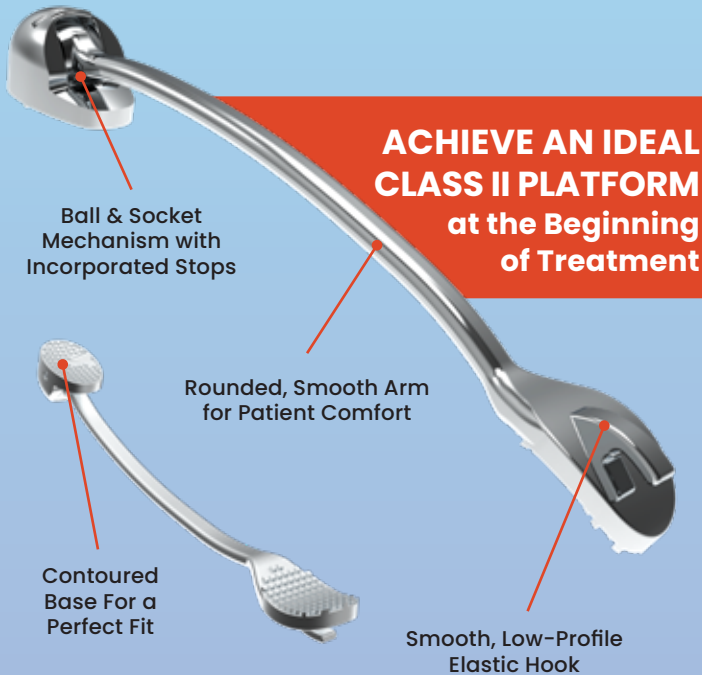 ACHIEVE AN IDEAL
CLASS II PLATFORM
at the Beginning
of Treatment
Ball & Socket
Mechanism with
Incorporated Stops
Rounded, Smooth Arm
for Patient Comfort
Contoured
Base For a
Perfect Fit
Smooth, Low-Profile
Elastic Hook